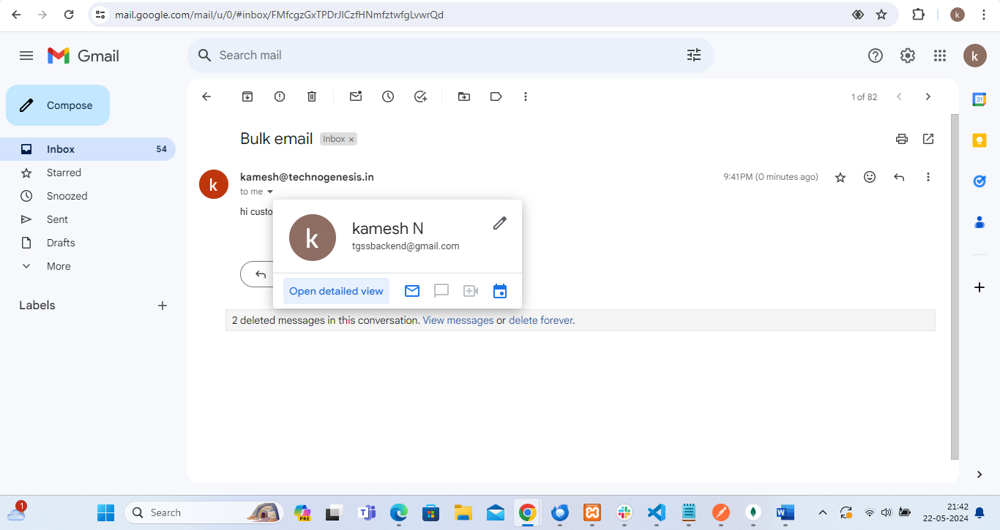 mail.google.com/mail/u/0/#inbox/FMfcgzGxTPDrJlCzfHNmfztwfgLvwrQd
k
Gmail
Search mail
k
Compose
1 of 82
31
Bulk email Inbox ×
Inbox 54
Starred
Snoozed
Sent
Drafts
More
Labels
k
kamesh@technogenesis.in
9:41 PM (0 minutes ago)
to me
hi custo
k
kamesh N
tgssbackend@gmail.com
Open detailed view
2 deleted messages in this conversation. View messages or delete forever.
1
Search
PRE
21:42
22-05-2024